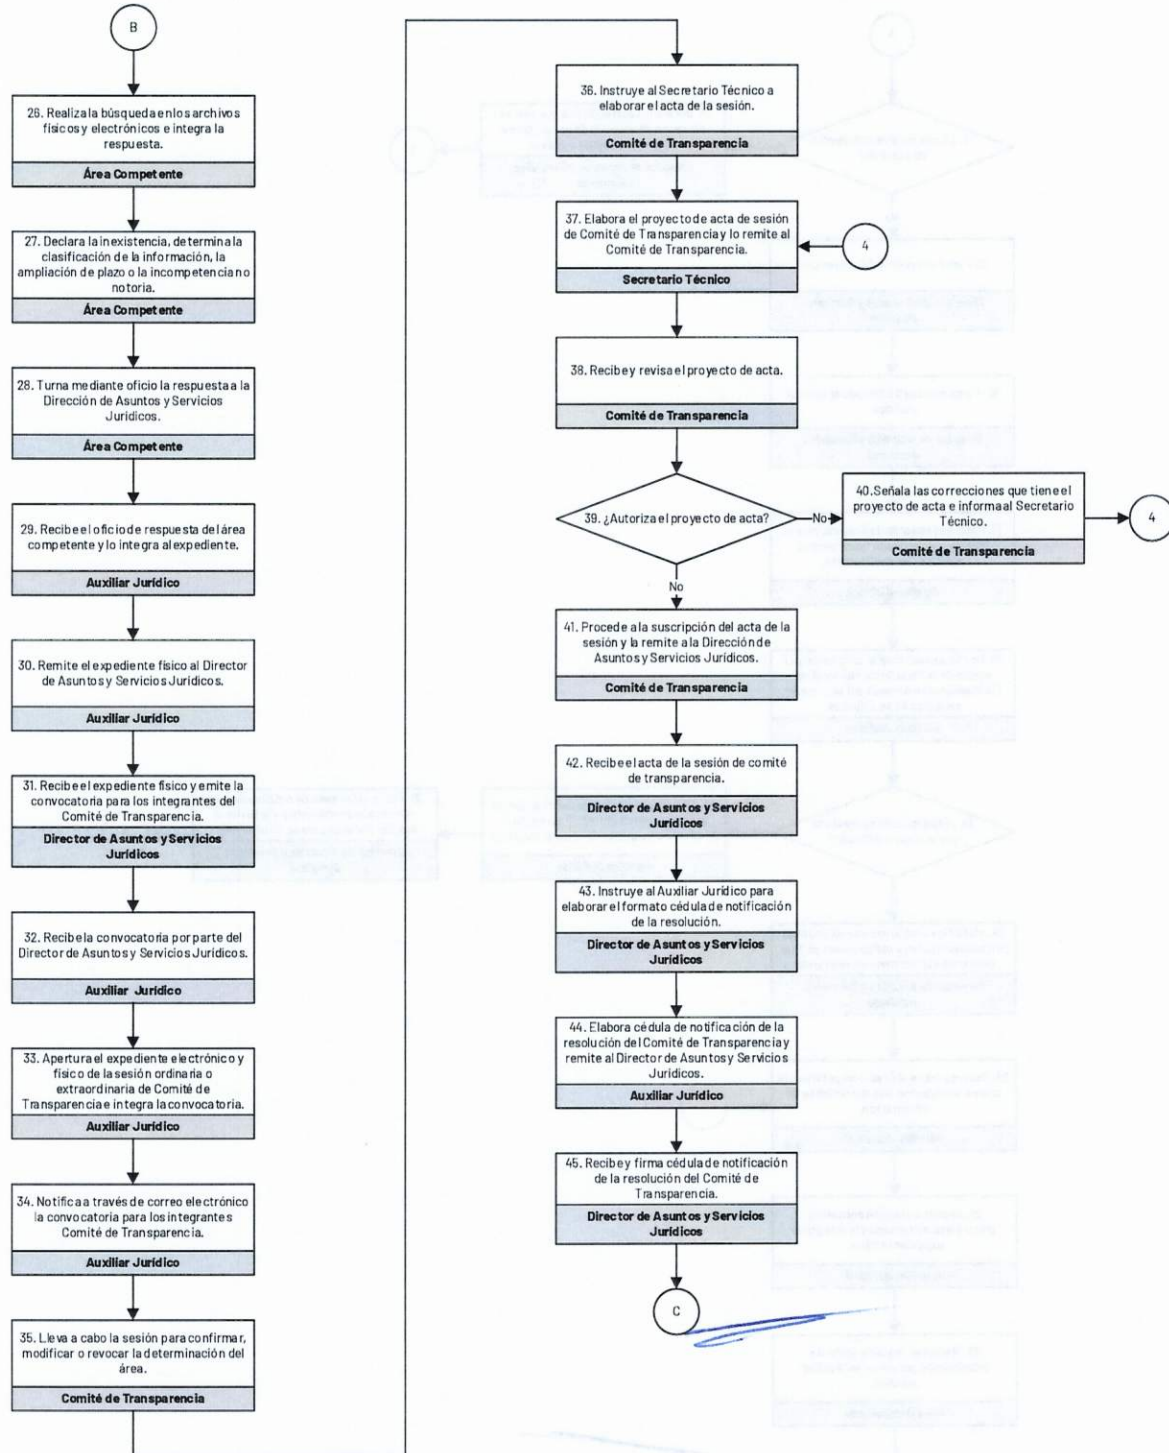 B
26. Realiza la búsqueda en los archivos
físicos y electrónicos e integra la
respuesta.
Área Competente
27. Declara la inexistencia, determina la
clasificación de la información, la
ampliación de plazo o la incompetencia no
notoria.
Área Competente
28. Turna mediante oficio la respuesta a la
Dirección de Asuntos y Servicios
Jurídicos.
Área Competente
29. Recibe el oficio de respuesta del área
competente y lo integra al expediente.
Auxiliar Jurídico
30. Remite el expediente físico al Director
de Asuntos y Servicios Jurídicos.
Auxiliar Jurídico
31. Recibe el expediente físico y emite la
convocatoria para los integrantes del
Comité de Transparencia.
Director de Asuntos y Servicios
Jurídicos
32. Recibe la convocatoria por parte del
Director de Asuntos y Servicios Jurídicos.
Auxiliar Jurídico
33. Apertura el expediente electrónico y
físico de la sesión ordinaria o
extraordinaria de Comité de
Transparencia e integra la convocatoria.
Auxiliar Jurídico
34. Notifica a través de correo electrónico
la convocatoria para los integrantes
Comité de Transparencia.
Auxiliar Jurídico
35. Lleva a cabo la sesión para confirmar,
modificar o revocar la determinación del
área.
Comité de Transparencia
36. Instruye al Secretario Técnico a
elaborar el acta de la sesión.
Comité de Transparencia
37. Elabora el proyecto de acta de sesión
de Comité de Transparencia y lo remite al
Comité de Transparencia.
Secretario Técnico
4
38. Recibe y revisa el proyecto de acta.
Comité de Transparencia
39. ¿Autoriza el proyecto de acta?
No
40. Señala las correcciones que tiene el
proyecto de acta e informa al Secretario
Técnico.
Comité de Transparencia
4
No
41. Procede a la suscripción del acta de la
sesión y la remite a la Dirección de
Asuntos y Servicios Jurídicos.
Comité de Transparencia
42. Recibe el acta de la sesión de comité
de transparencia.
Director de Asuntos y Servicios
Jurídicos
43. Instruye al Auxiliar Jurídico para
elaborar el formato cédula de notificación
de la resolución.
Director de Asuntos y Servicios
Jurídicos
44. Elabora cédula de notificación de la
resolución del Comité de Transparencia y
remite al Director de Asuntos y Servicios
Jurídicos.
Auxiliar Jurídico
45. Recibe y firma cédula de notificación
de la resolución del Comité de
Transparencia.
Director de Asuntos y Servicios
Jurídicos
C